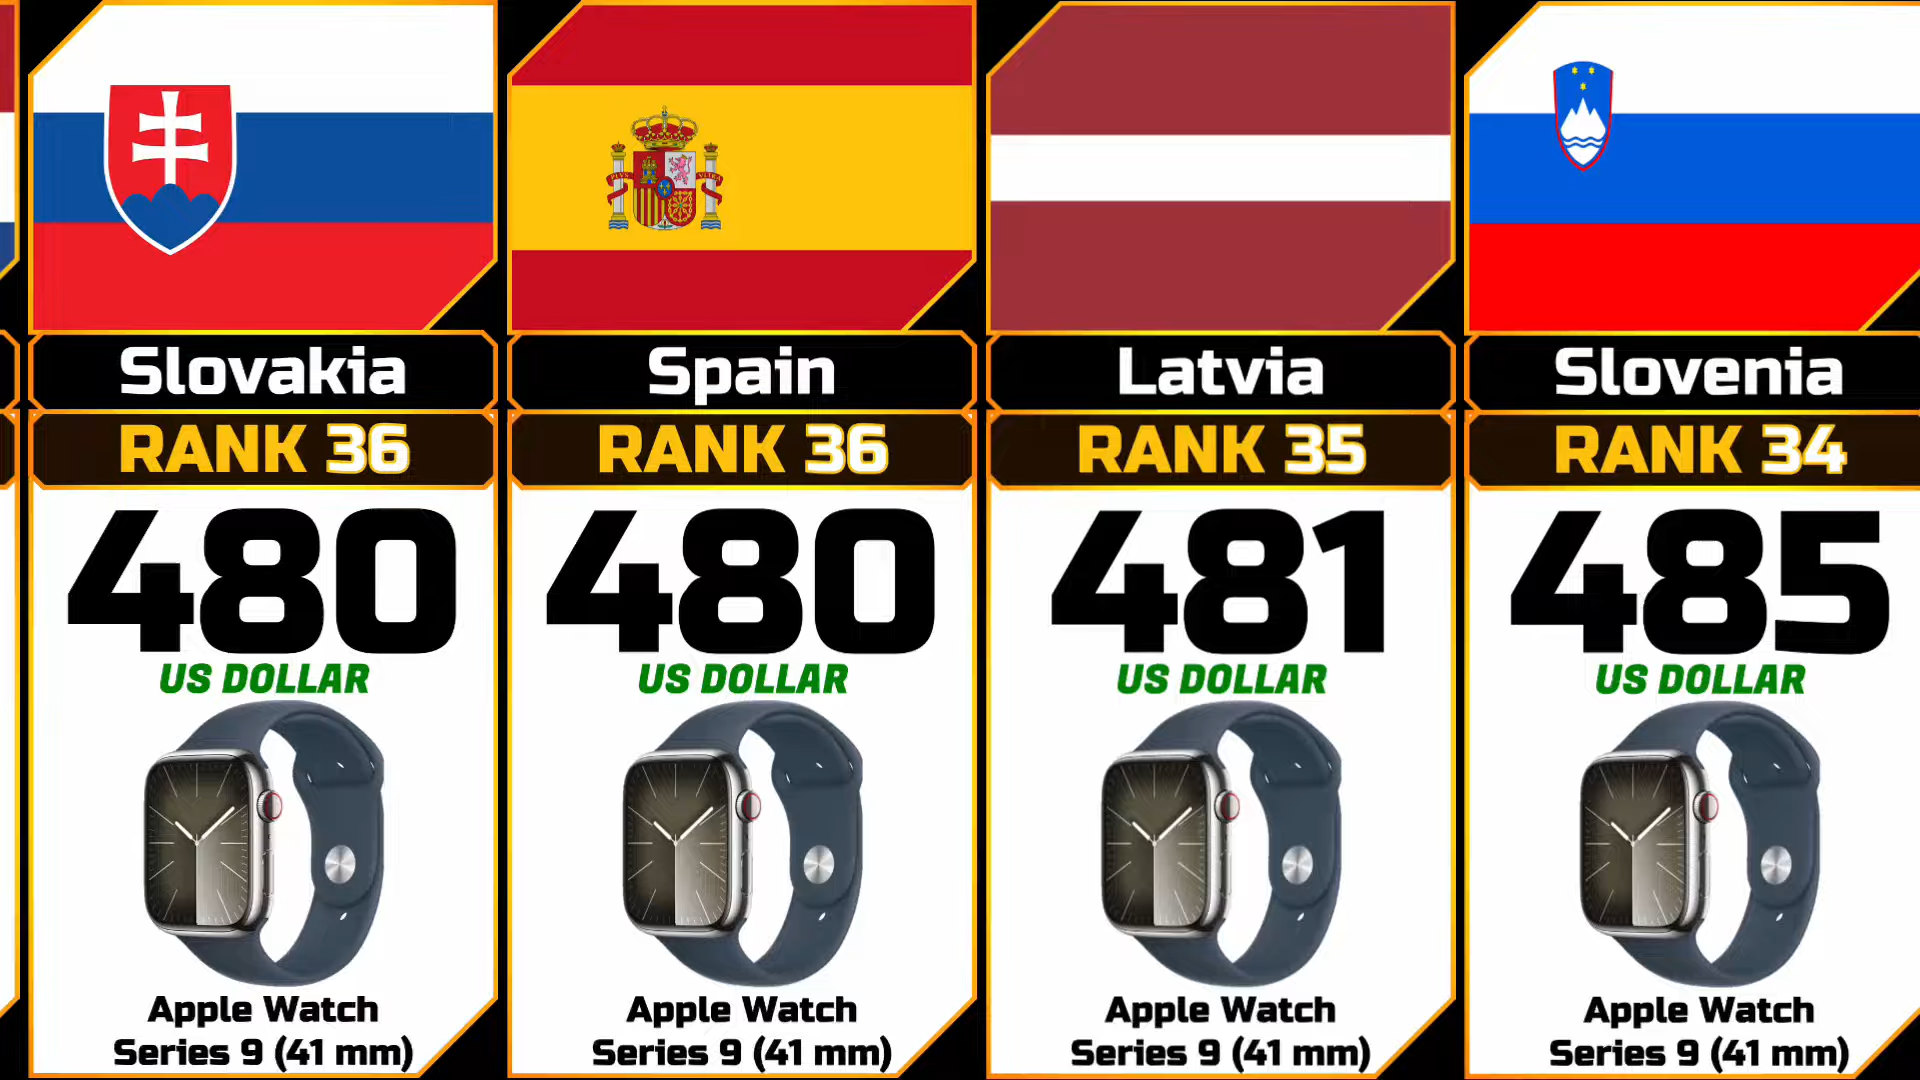 Slovakia
RANK 36
480
US DOLLAR
Apple Watch
Series 9 (41 mm)
Spain
RANK 36
480
US DOLLAR
Apple Watch
Series 9 (41 mm)
Latvia
RANK 35
481
US DOLLAR
Apple Watch
Series 9 (41 mm)
Slovenia
RANK 34
485
US DOLLAR
Apple Watch
Series 9 (41 mm)